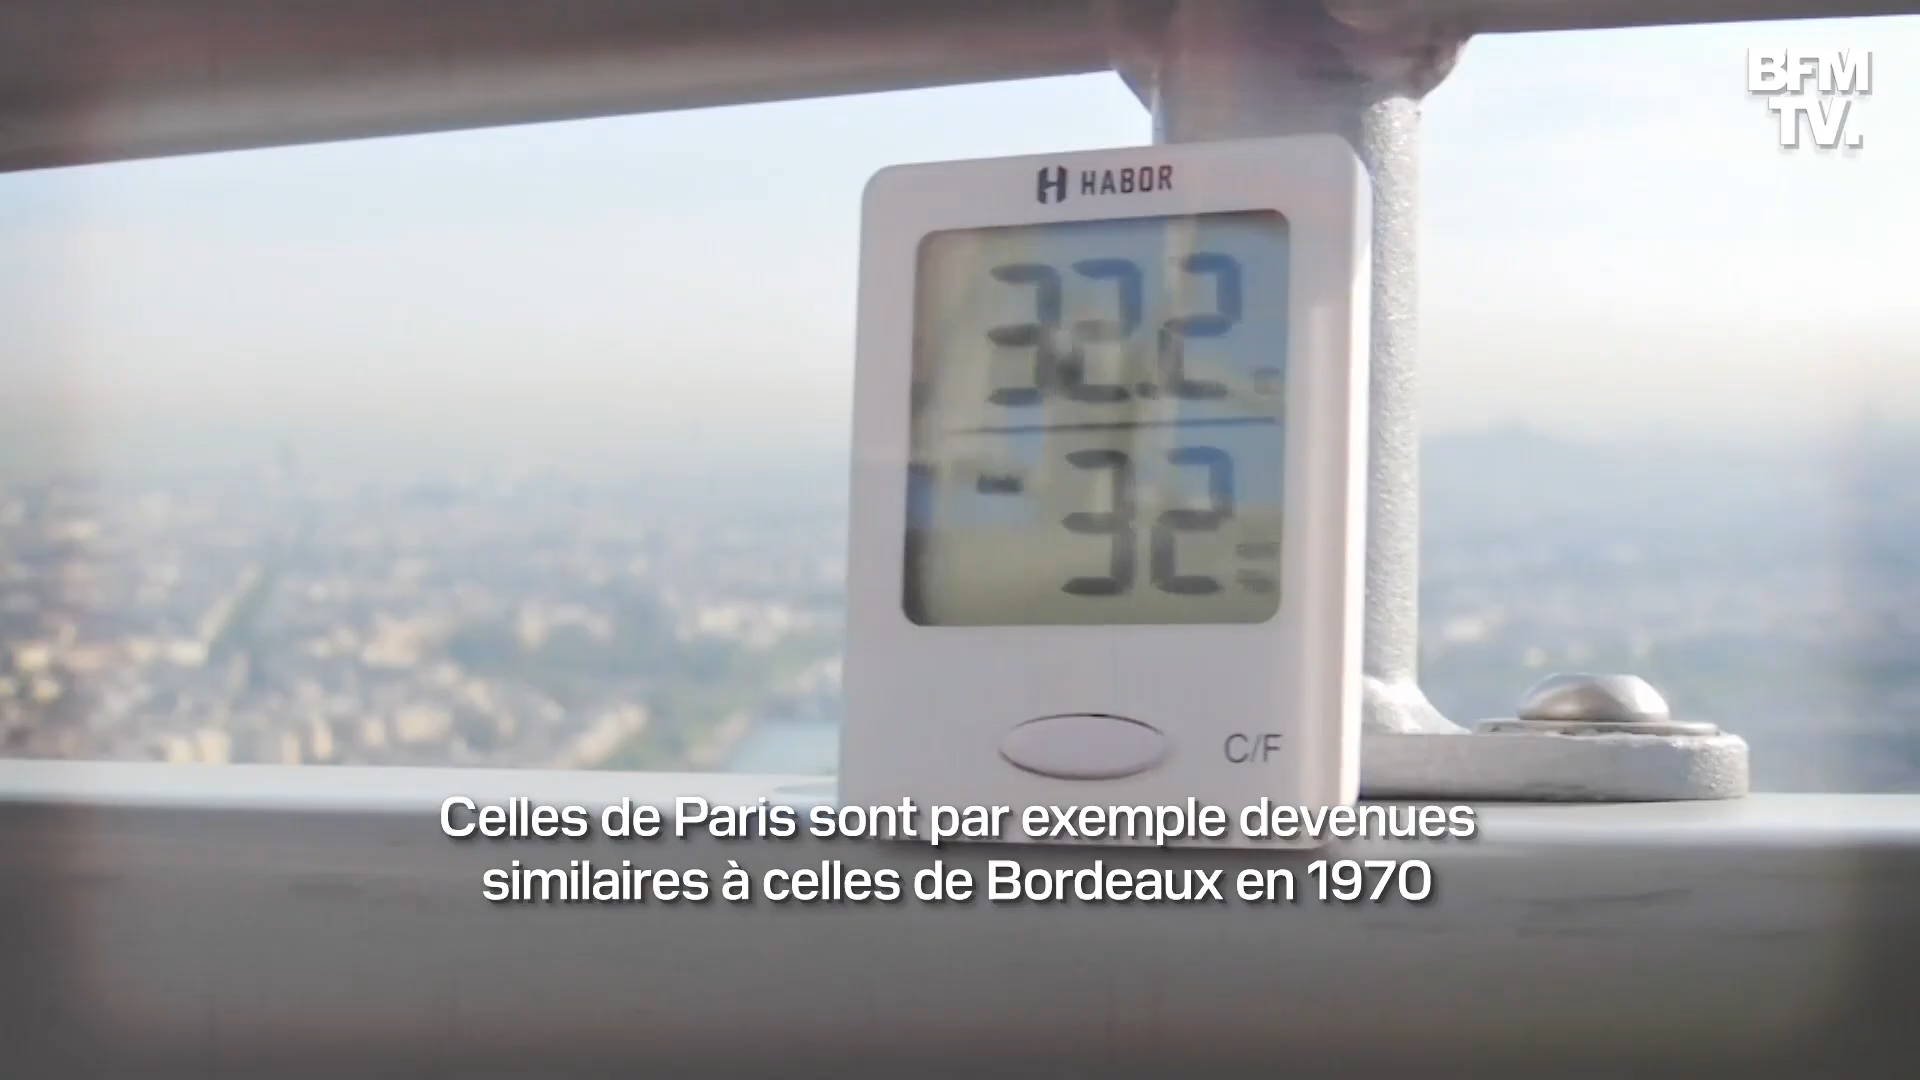 BFM
TV.
HABOR
32.2
32
C/F
Celles de Paris sont par exemple devenues
similaires à celles de Bordeaux en 1970